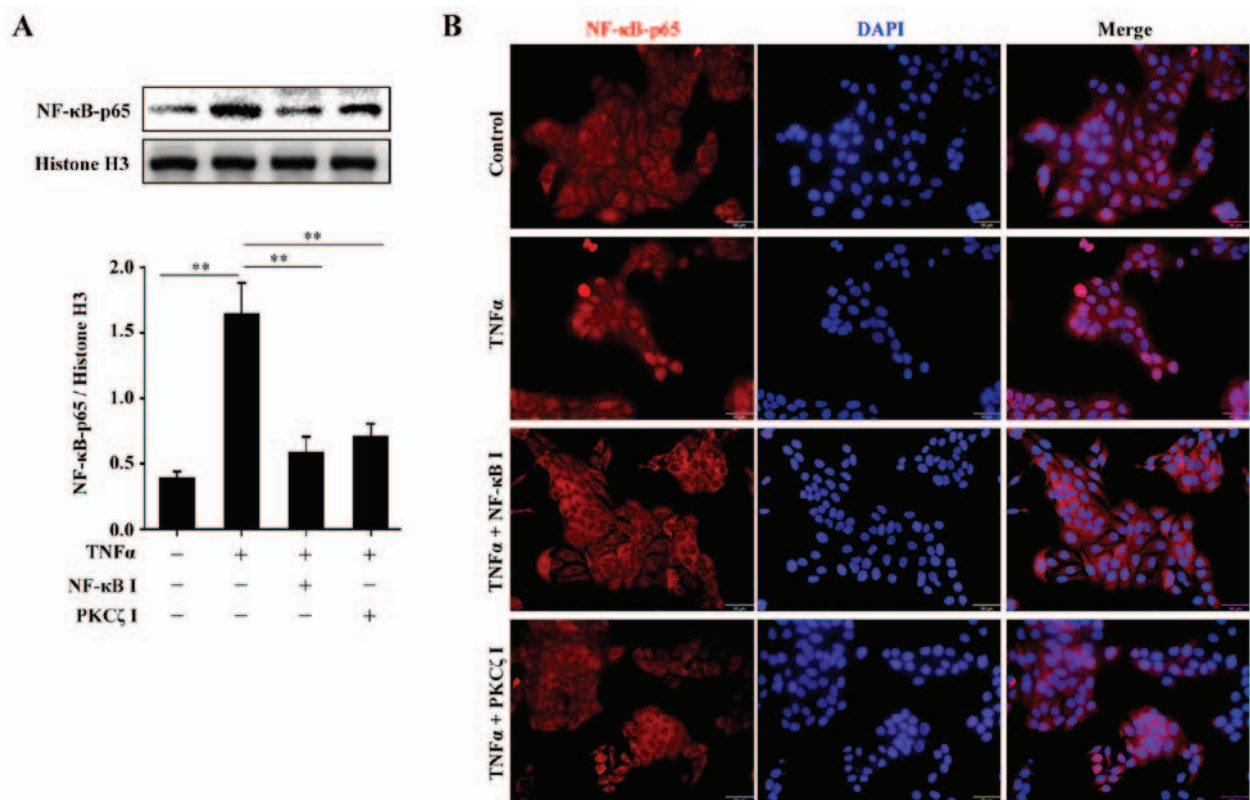 A
NF-κB-p65
Histone H3
** 
** **
2.0
1.5
1.0
0.5
0.0
NF-κB-p65 / Histone H3
TNFα − + + +
NF-κB I − − + −
PKCζ I − − − +
B
NF-κB-p65 DAPI Merge
Control
TNFα
TNFα + NF-κB I
TNFα + PKCζ I